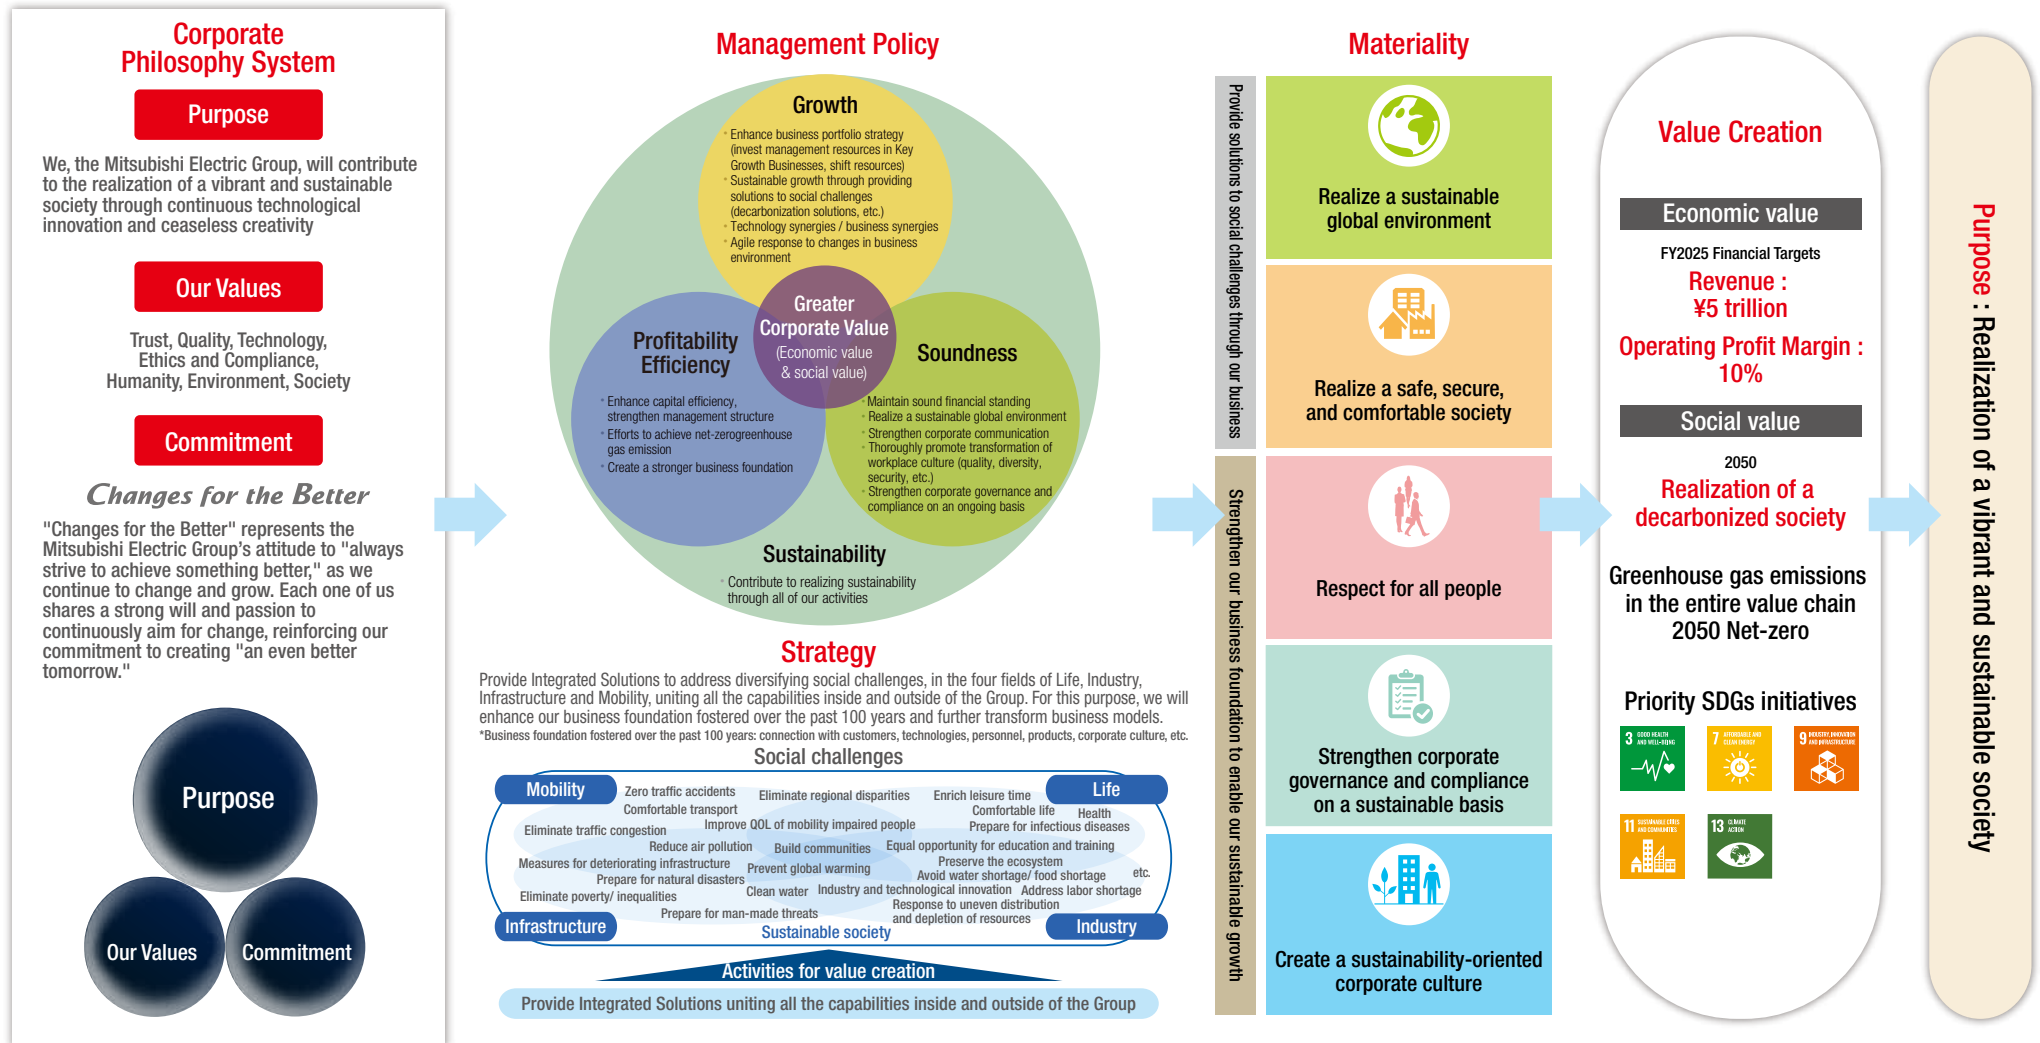 Corporate
Philosophy System
Purpose
We, the Mitsubishi Electric Group, will contribute
to the realization of a vibrant and sustainable
society through continuous technological
innovation and ceaseless creativity
Our Values
Trust, Quality, Technology,
Ethics and Compliance,
Humanity, Environment, Society
Commitment
Changes for the Better
"Changes for the Better" represents the
Mitsubishi Electric Group's attitude to "always
strive to achieve something better," as we
continue to change and grow. Each one of us
shares a strong will and passion to
continuously aim for change, reinforcing our
commitment to creating "an even better
tomorrow."
Purpose
Our Values
Commitment
Management Policy
Growth
• Enhance business portfolio strategy
(invest management resources in Key
Growth Businesses, shift resources)
• Sustainable growth through providing
solutions to social challenges
(decarbonization solutions, etc.)
• Technology synergies / business synergies
• Agile response to changes in business
environment
Greater
Corporate Value
(Economic value
& social value)
Profitability
Efficiency
• Enhance capital efficiency,
strengthen management structure
• Efforts to achieve net-zerogreenhouse
gas emission
• Create a stronger business foundation
Soundness
• Maintain sound financial standing
• Realize a sustainable global environment
• Strengthen corporate communication
• Thoroughly promote transformation of
workplace culture (quality, diversity,
security, etc.)
• Strengthen corporate governance and
compliance on an ongoing basis
Sustainability
• Contribute to realizing sustainability
through all of our activities
Strategy
Provide Integrated Solutions to address diversifying social challenges, in the four fields of Life, Industry,
Infrastructure and Mobility, uniting all the capabilities inside and outside of the Group. For this purpose, we will
enhance our business foundation fostered over the past 100 years and further transform business models.
*Business foundation fostered over the past 100 years: connection with customers, technologies, personnel, products, corporate culture, etc.
Social challenges
Mobility
Life
Zero traffic accidents
Eliminate regional disparities
Enrich leisure time
Comfortable transport
Comfortable life
Health
Eliminate traffic congestion
Improve QOL of mobility impaired people
Prepare for infectious diseases
Reduce air pollution
Build communities
Equal opportunity for education and training
Measures for deteriorating infrastructure
Prevent global warming
Preserve the ecosystem
Prepare for natural disasters
Avoid water shortage/ food shortage
etc.
Eliminate poverty/ inequalities
Clean water
Industry and technological innovation
Address labor shortage
Prepare for man-made threats
Response to uneven distribution
and depletion of resources
Infrastructure
Sustainable society
Industry
Activities for value creation
Provide Integrated Solutions uniting all the capabilities inside and outside of the Group
Materiality
Provide solutions to social challenges through our business
Strengthen our business foundation to enable our sustainable growth
Realize a sustainable
global environment
Realize a safe, secure,
and comfortable society
Respect for all people
Strengthen corporate
governance and compliance
on a sustainable basis
Create a sustainability-oriented
corporate culture
Value Creation
Economic value
FY2025 Financial Targets
Revenue :
¥5 trillion
Operating Profit Margin :
10%
Social value
2050
Realization of a
decarbonized society
Greenhouse gas emissions
in the entire value chain
2050 Net-zero
Priority SDGs initiatives
3 GOOD HEALTH
AND WELL-BEING
7 AFFORDABLE AND
CLEAN ENERGY
9 INDUSTRY, INNOVATION
AND INFRASTRUCTURE
11 SUSTAINABLE CITIES
AND COMMUNITIES
13 CLIMATE
ACTION
Purpose : Realization of a vibrant and sustainable society